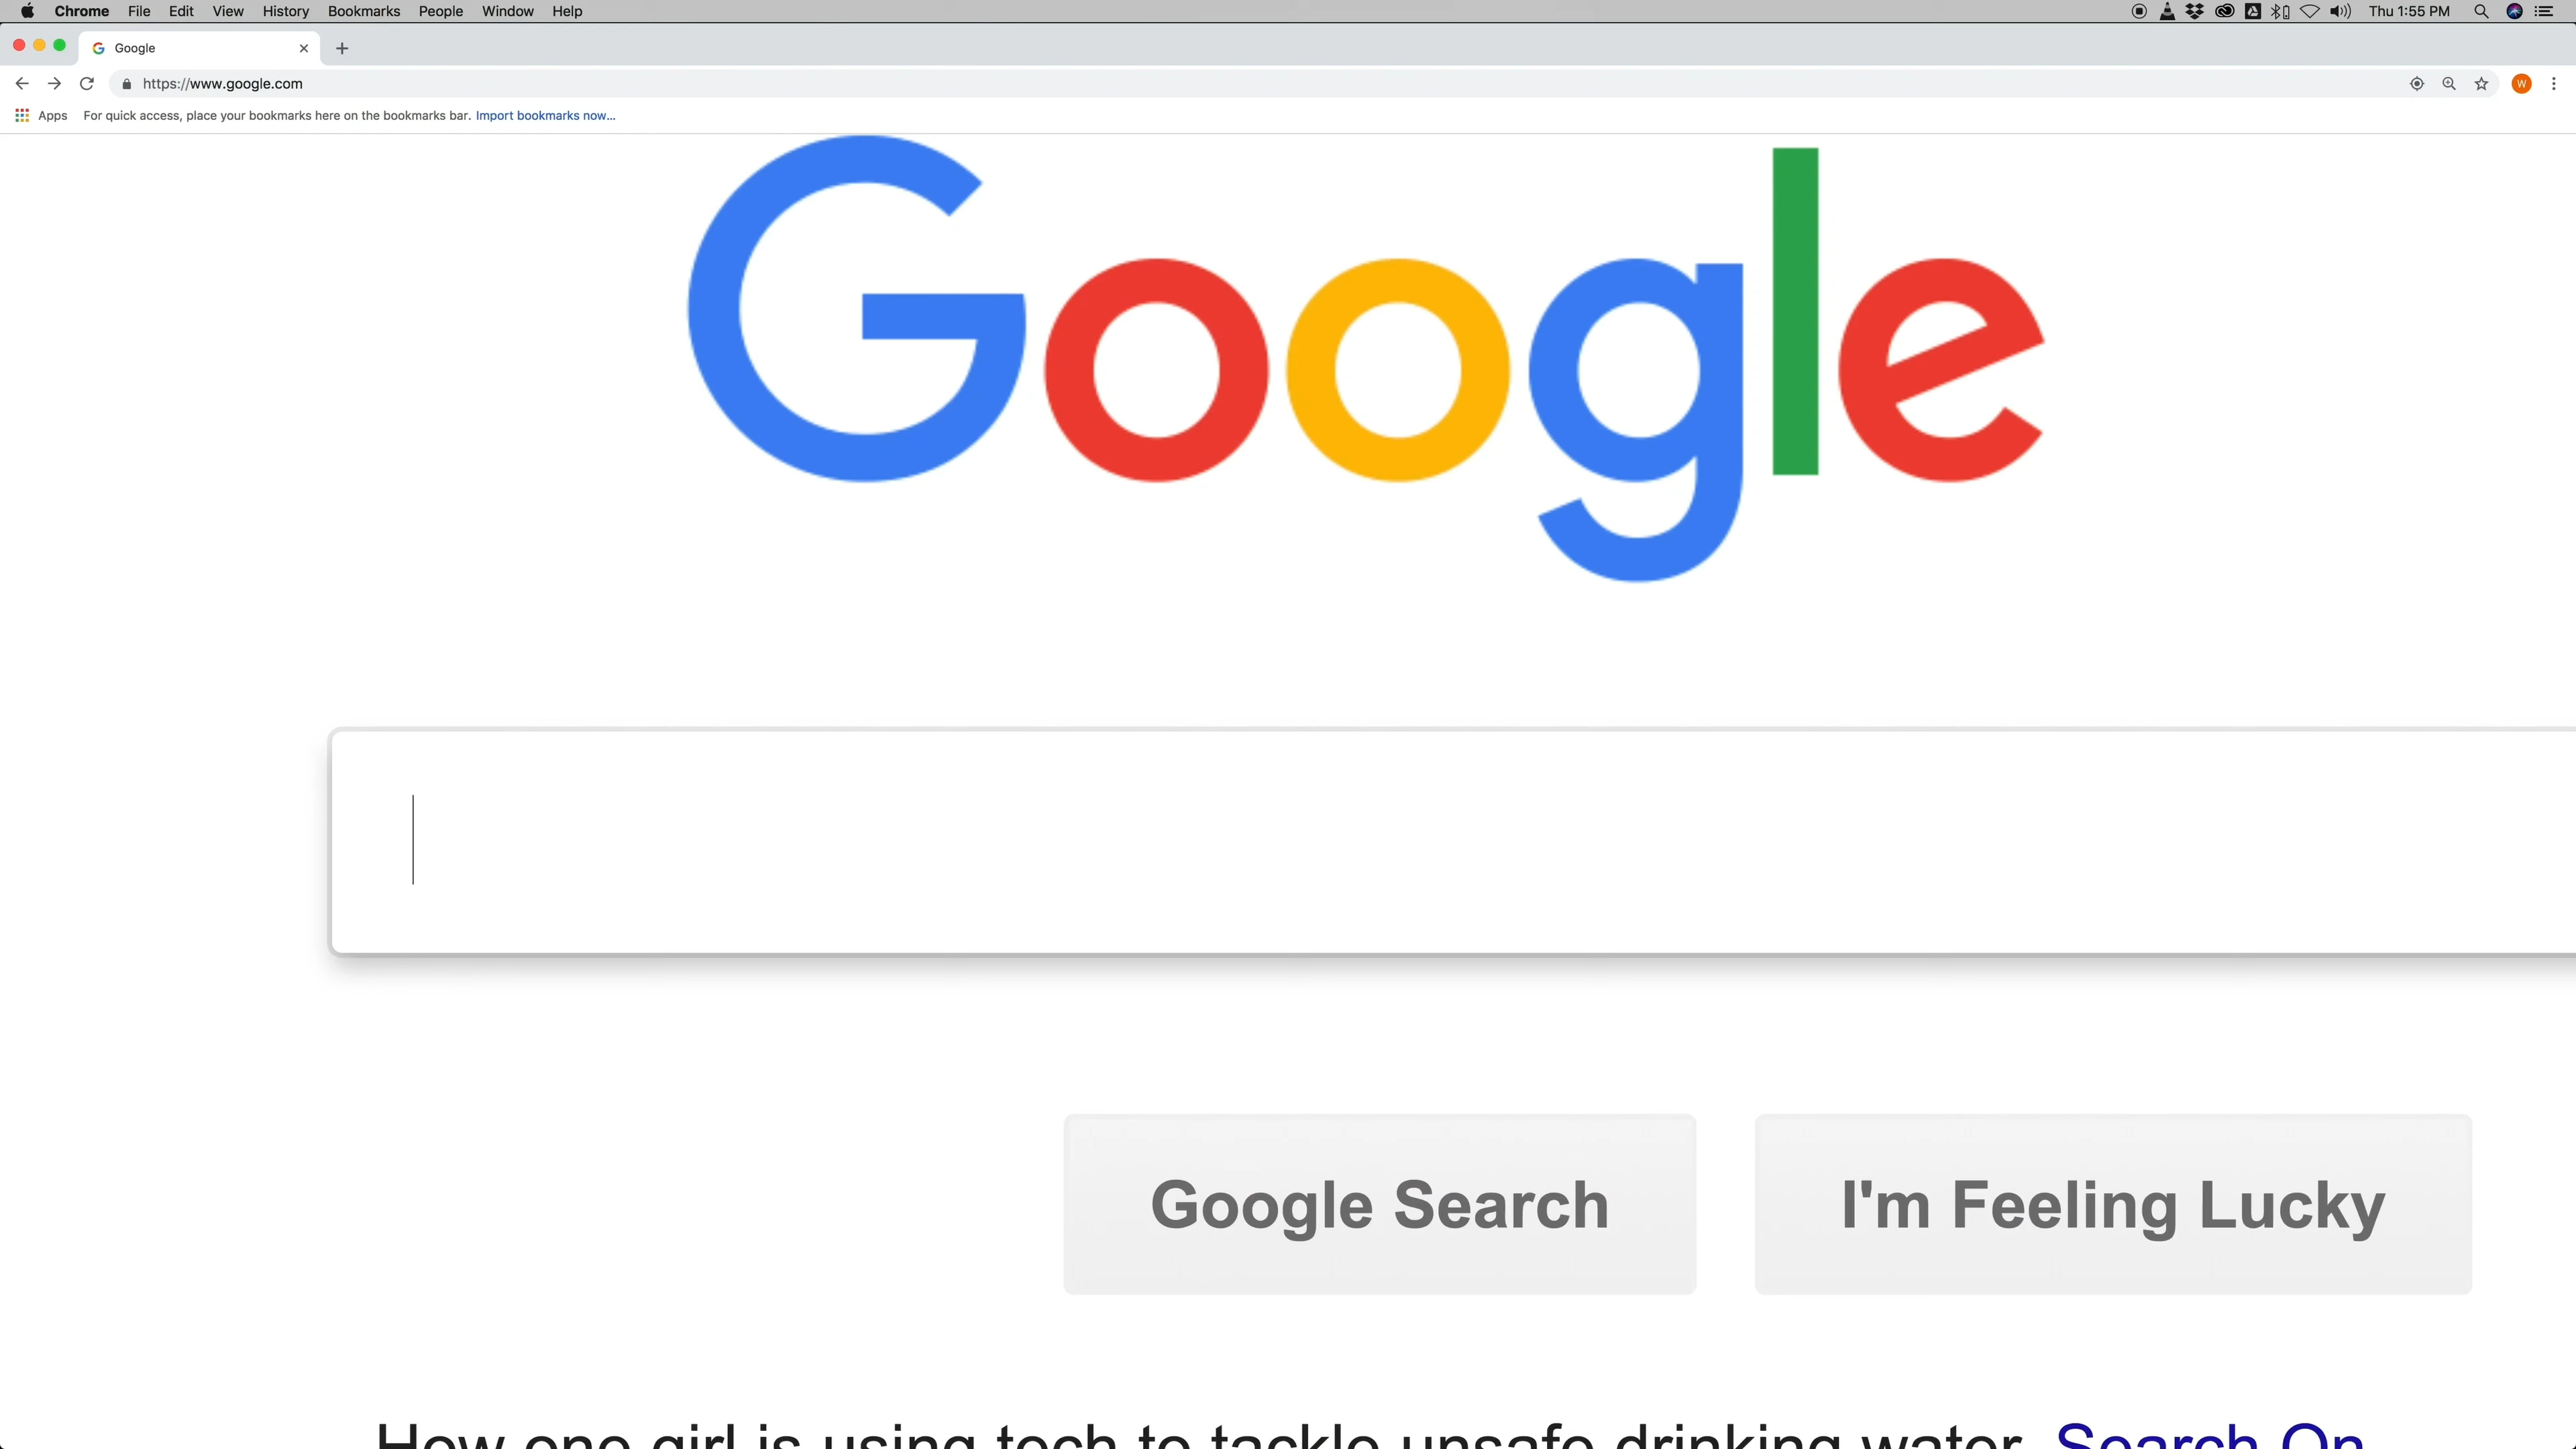 Chrome File Edit View History Bookmarks People Window Help Thu 1:55 PM
Google
https://www.google.com W
Apps For quick access, place your bookmarks here on the bookmarks bar. Import bookmarks now...
Google
Google Search I'm Feeling Lucky
How one girl is using tech to tackle unsafe drinking water. Search On